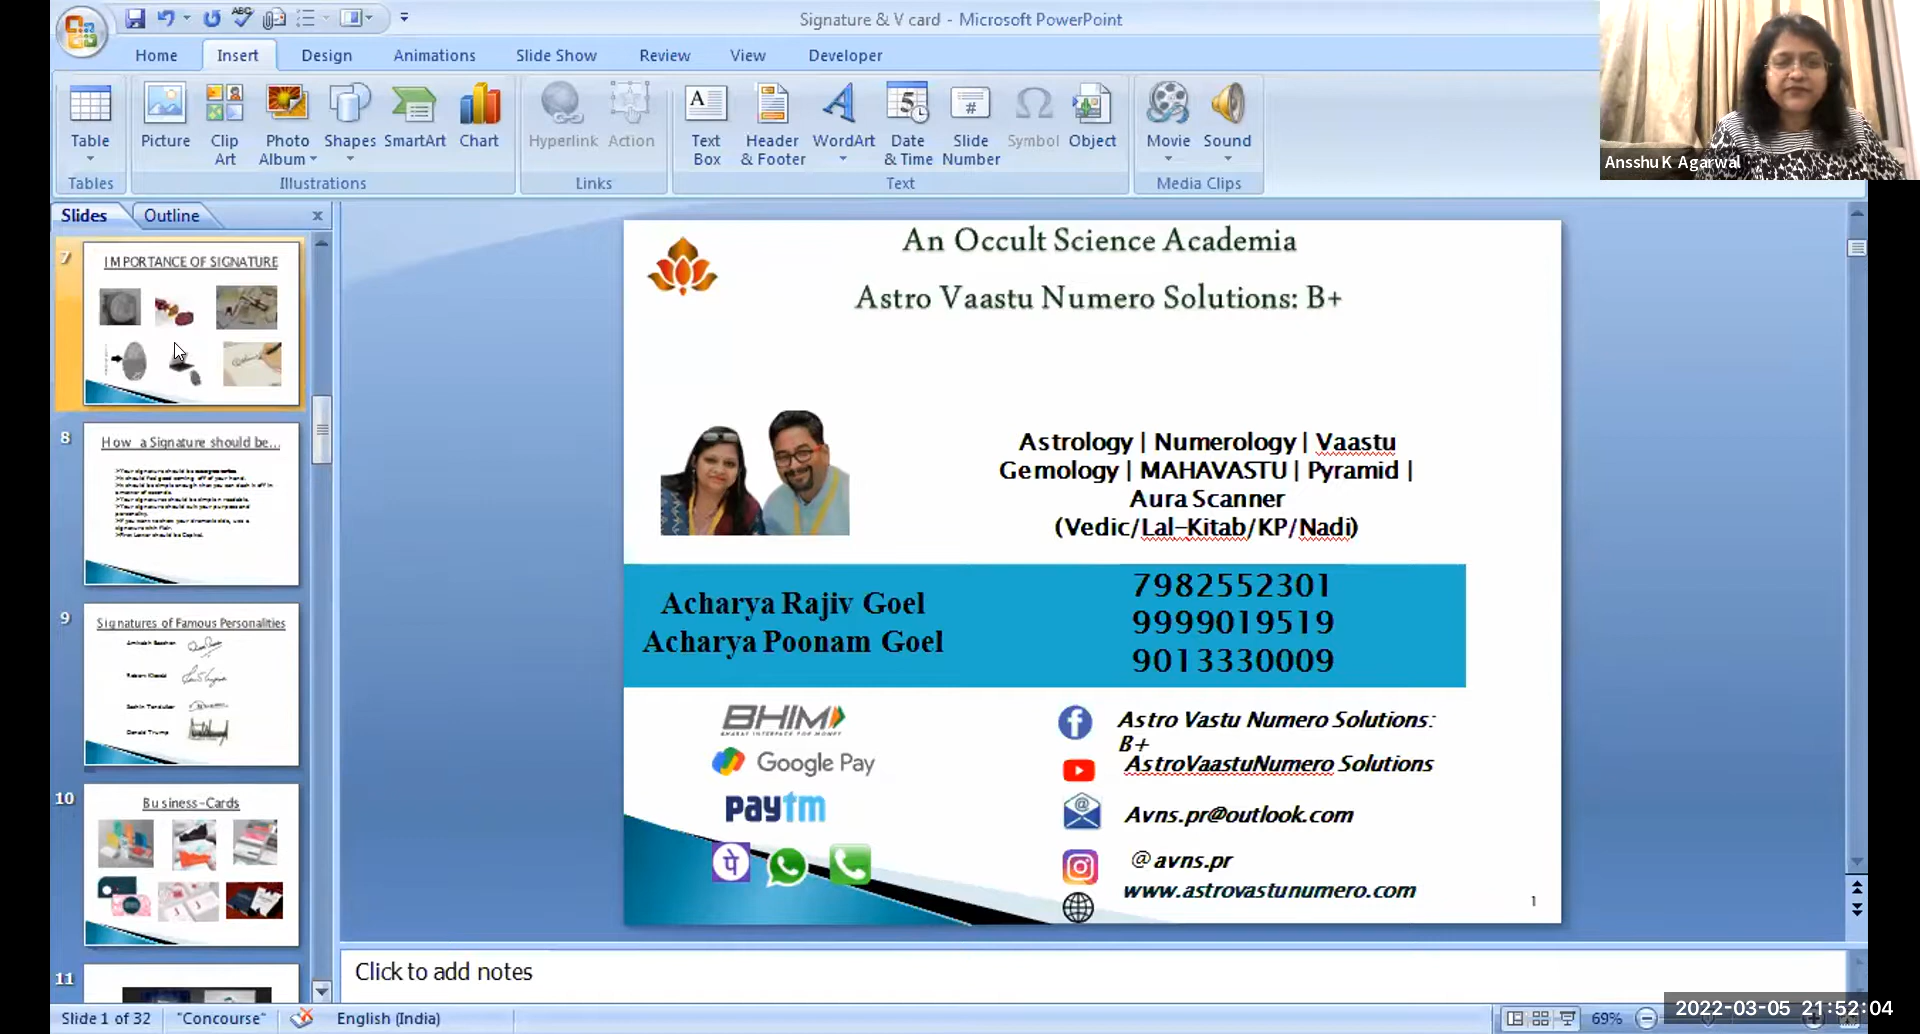 Signature & V card - Microsoft PowerPoint
Home Insert Design Animations Slide Show Review View Developer
Table
Picture
Clip Art
Photo Album
Shapes
SmartArt
Chart
Hyperlink
Action
Text Box
Header & Footer
WordArt
Date & Time
Slide Number
Symbol
Object
Movie
Sound
Tables
Illustrations
Links
Text
Media Clips
Ansshu K Agarwal
Slides Outline
7
IMPORTANCE OF SIGNATURE
8
How a Signature should be...
9
Signatures of Famous Personalities
Donald Trump
10
Business-Cards
11
An Occult Science Academia
Astro Vaastu Numero Solutions: B+
Astrology | Numerology | Vaastu
Gemology | MAHAVASTU | Pyramid |
Aura Scanner
(Vedic/Lal-Kitab/KP/Nadi)
Acharya Rajiv Goel
Acharya Poonam Goel
7982552301
9999019519
9013330009
BHIM
BHARAT INTERFACE FOR MONEY
Google Pay
paytm
पे
Astro Vastu Numero Solutions:
B+
AstroVaastuNumero Solutions
Avns.pr@outlook.com
@avns.pr
www.astrovastunumero.com
1
Click to add notes
Slide 1 of 32 "Concourse" English (India) 69%
2022-03-05 21:52:04